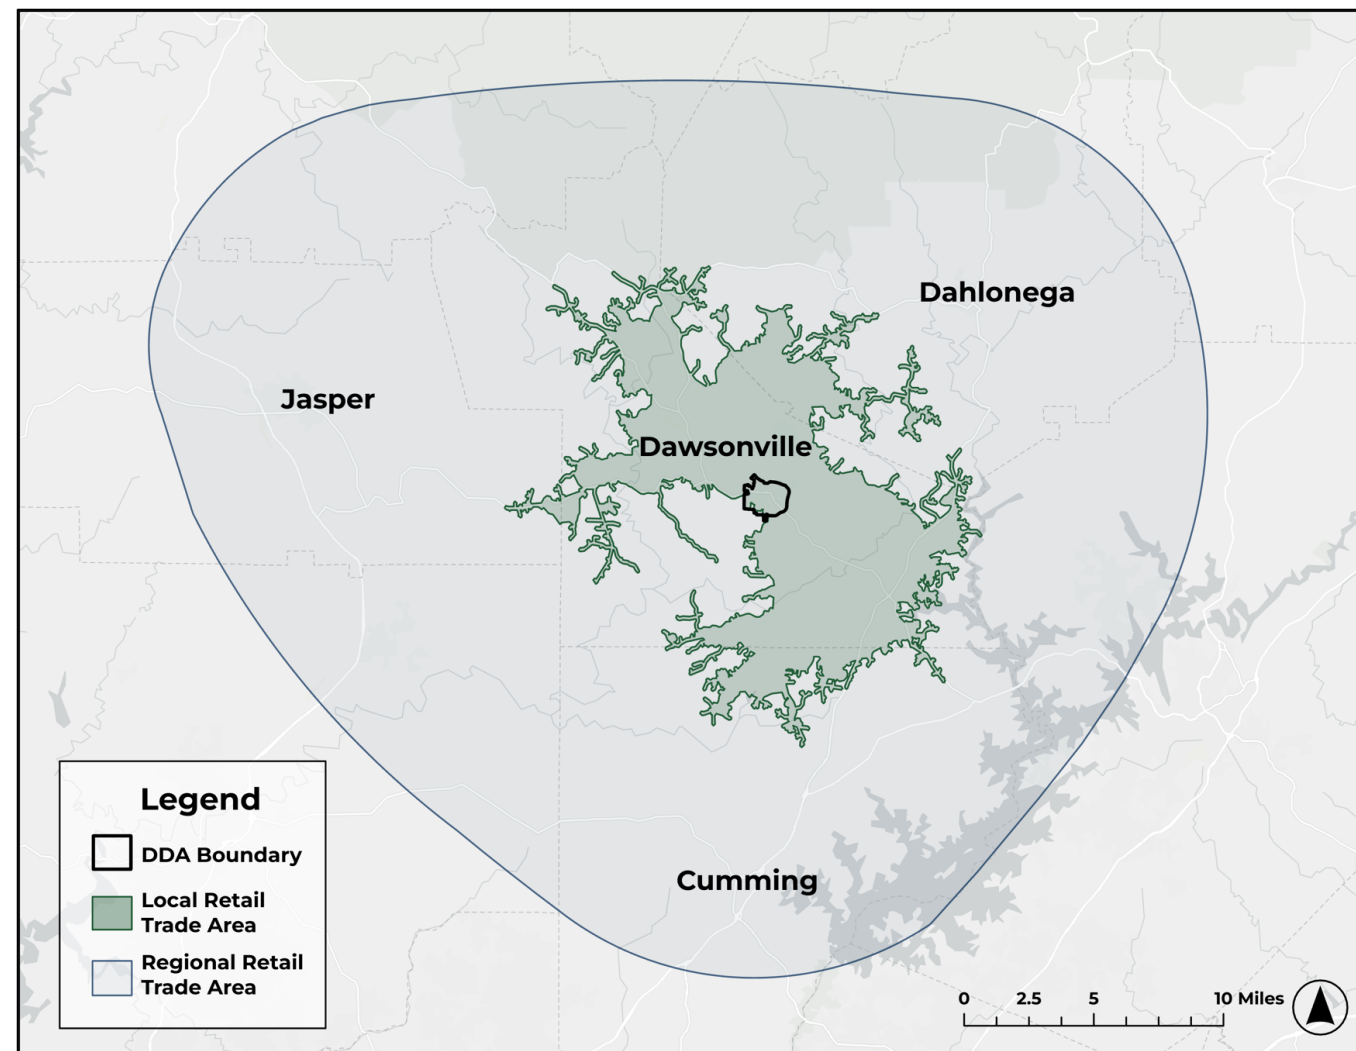 Dahlonega
Jasper
Dawsonville
Cumming
Legend
DDA Boundary
Local Retail
Trade Area
Regional Retail
Trade Area
0 2.5 5 10 Miles